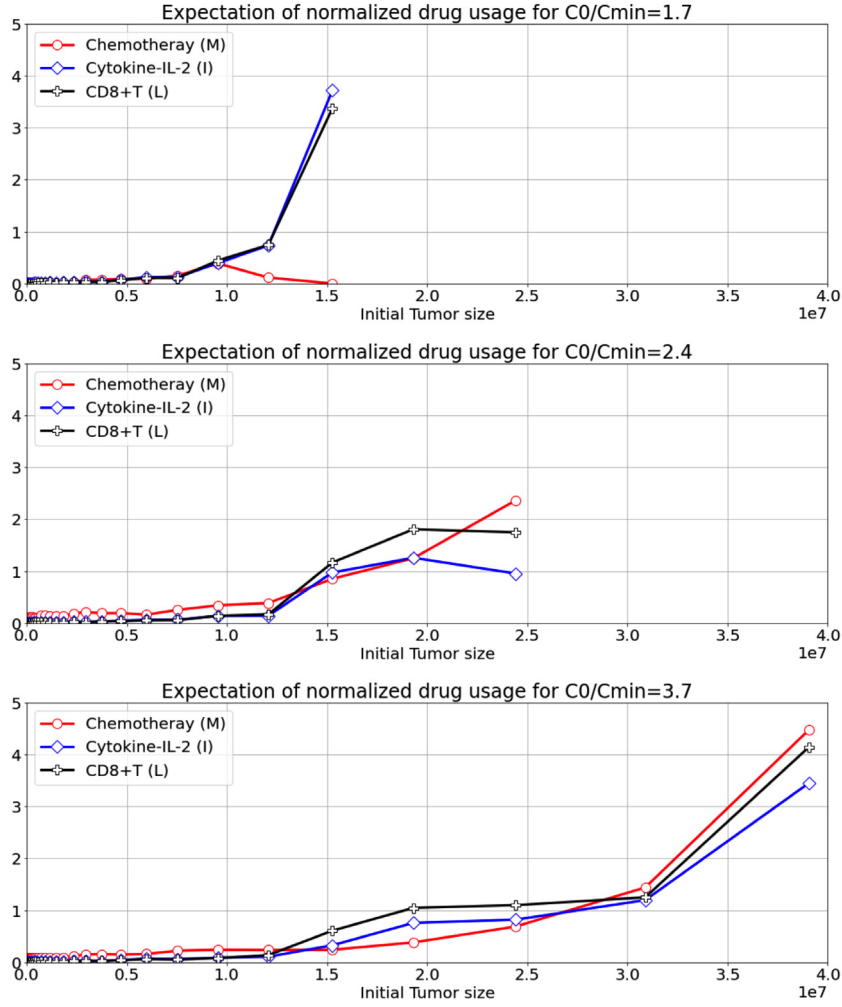 Expectation of normalized drug usage for C0/Cmin=1.7
Chemotheray (M)
Cytokine-IL-2 (I)
CD8+T (L)
5
4
3
2
1
0
0.0 0.5 1.0 1.5 2.0 2.5 3.0 3.5 4.0
Initial Tumor size
1e7
Expectation of normalized drug usage for C0/Cmin=2.4
Chemotheray (M)
Cytokine-IL-2 (I)
CD8+T (L)
5
4
3
2
1
0
0.0 0.5 1.0 1.5 2.0 2.5 3.0 3.5 4.0
Initial Tumor size
1e7
Expectation of normalized drug usage for C0/Cmin=3.7
Chemotheray (M)
Cytokine-IL-2 (I)
CD8+T (L)
5
4
3
2
1
0
0.0 0.5 1.0 1.5 2.0 2.5 3.0 3.5 4.0
Initial Tumor size
1e7